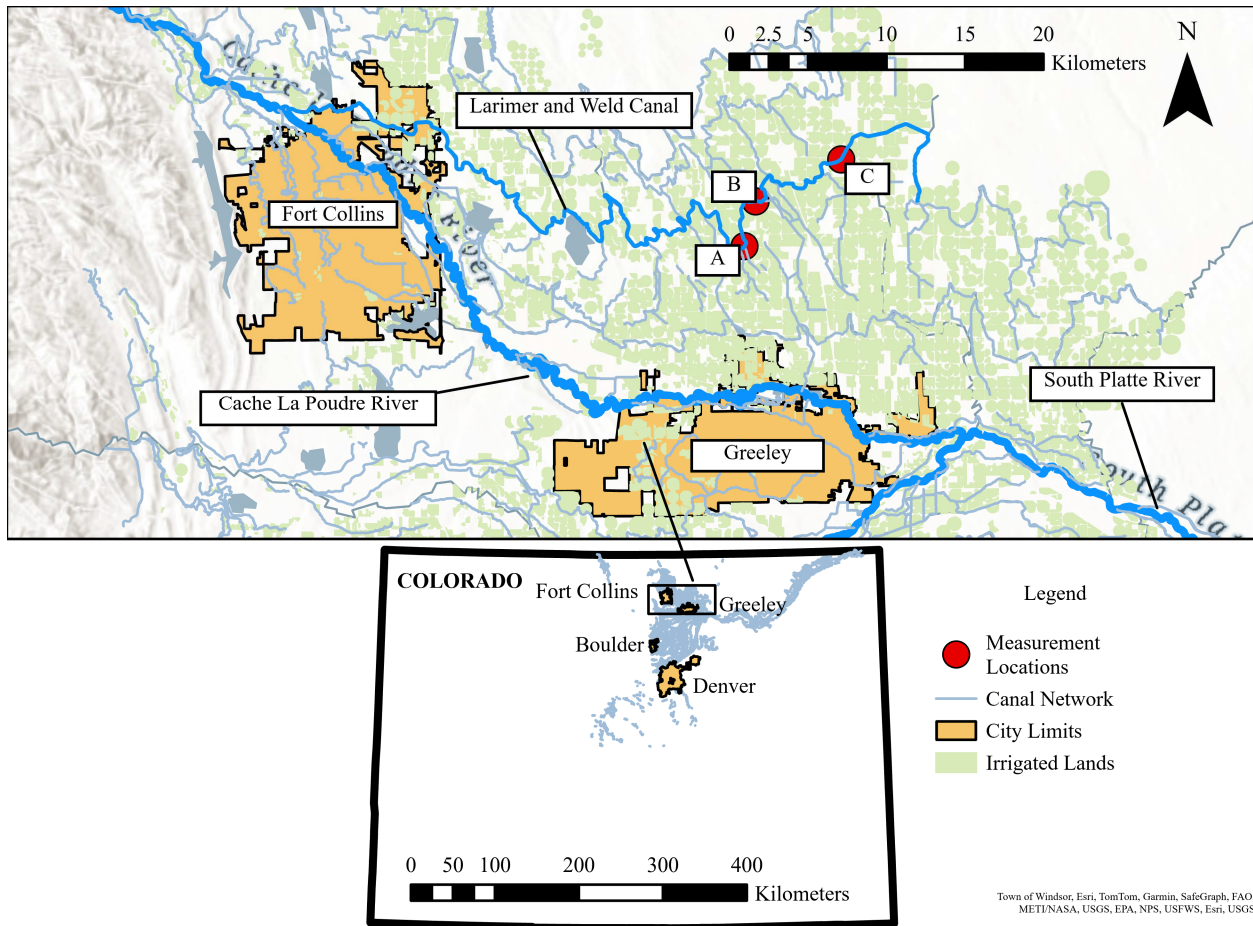 0 2.5 5 10 15 20
Kilometers
N
Larimer and Weld Canal
B
C
A
Fort Collins
River
Cache La Poudre River
South Platte River
Greeley
South Pla
COLORADO
Fort Collins
Greeley
Boulder
Denver
0 50 100 200 300 400
Kilometers
Legend
Measurement
Locations
Canal Network
City Limits
Irrigated Lands
Town of Windsor, Esri, TomTom, Garmin, SafeGraph, FAO,
METI/NASA, USGS, EPA, NPS, USFWS, Esri, USGS